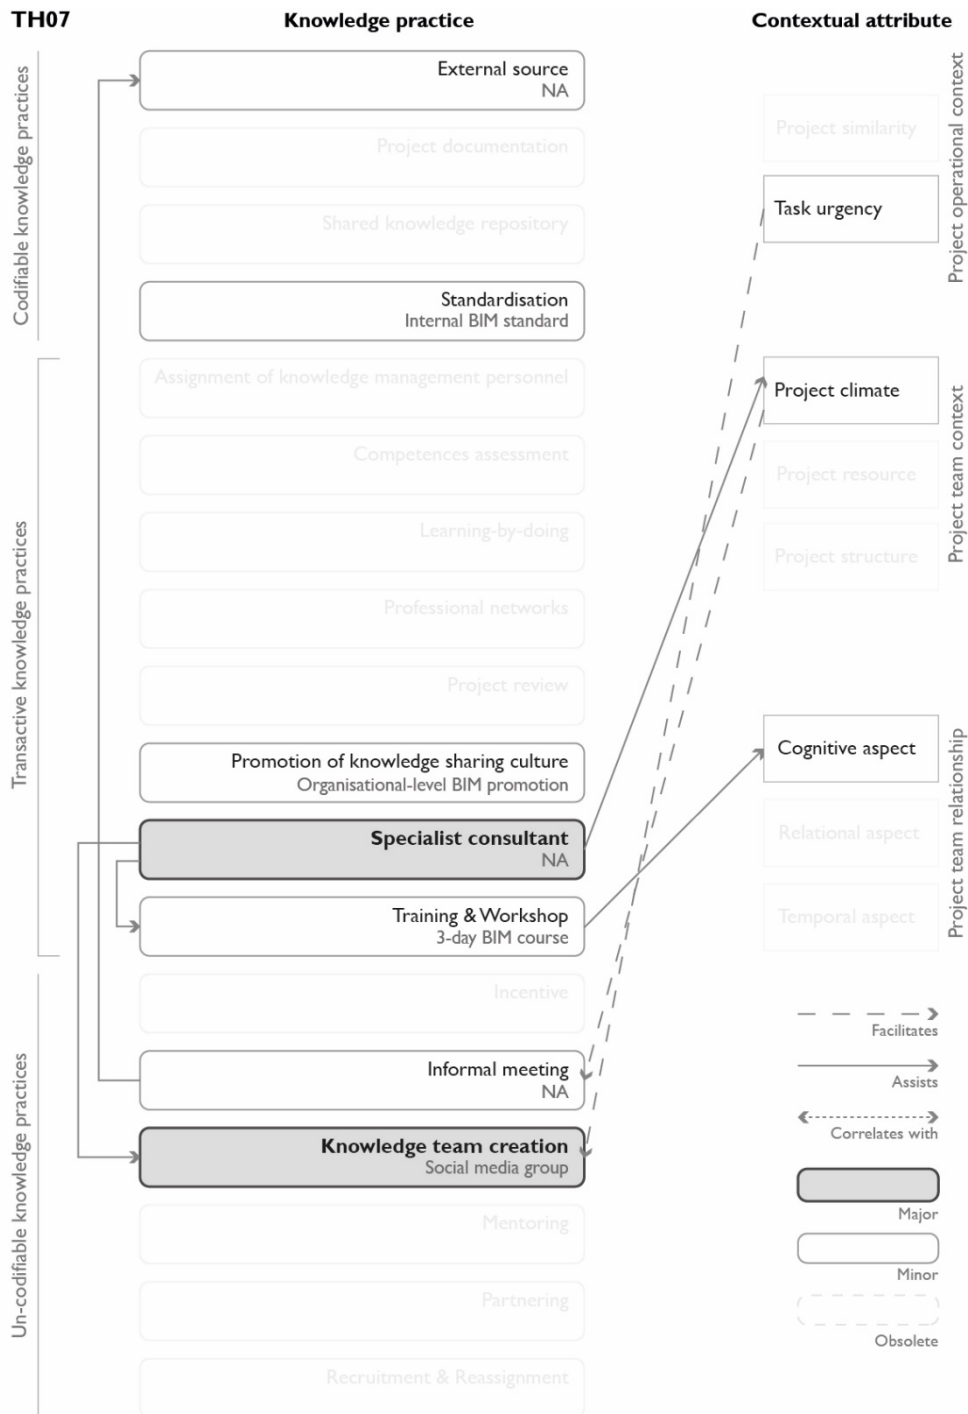 TH07
Knowledge practice
Contextual attribute
Codifiable knowledge practices
External source
NA
Project documentation
Shared knowledge repository
Standardisation
Internal BIM standard
Transactive knowledge practices
Assignment of knowledge management personnel
Competences assessment
Learning-by-doing
Professional networks
Project review
Promotion of knowledge sharing culture
Organisational-level BIM promotion
Specialist consultant
NA
Training & Workshop
3-day BIM course
Un-codifiable knowledge practices
Incentive
Informal meeting
NA
Knowledge team creation
Social media group
Mentoring
Partnering
Recruitment & Reassignment
Project operational context
Project similarity
Task urgency
Project team context
Project climate
Project resource
Project structure
Project team relationship
Cognitive aspect
Relational aspect
Temporal aspect
Facilitates
Assists
Correlates with
Major
Minor
Obsolete